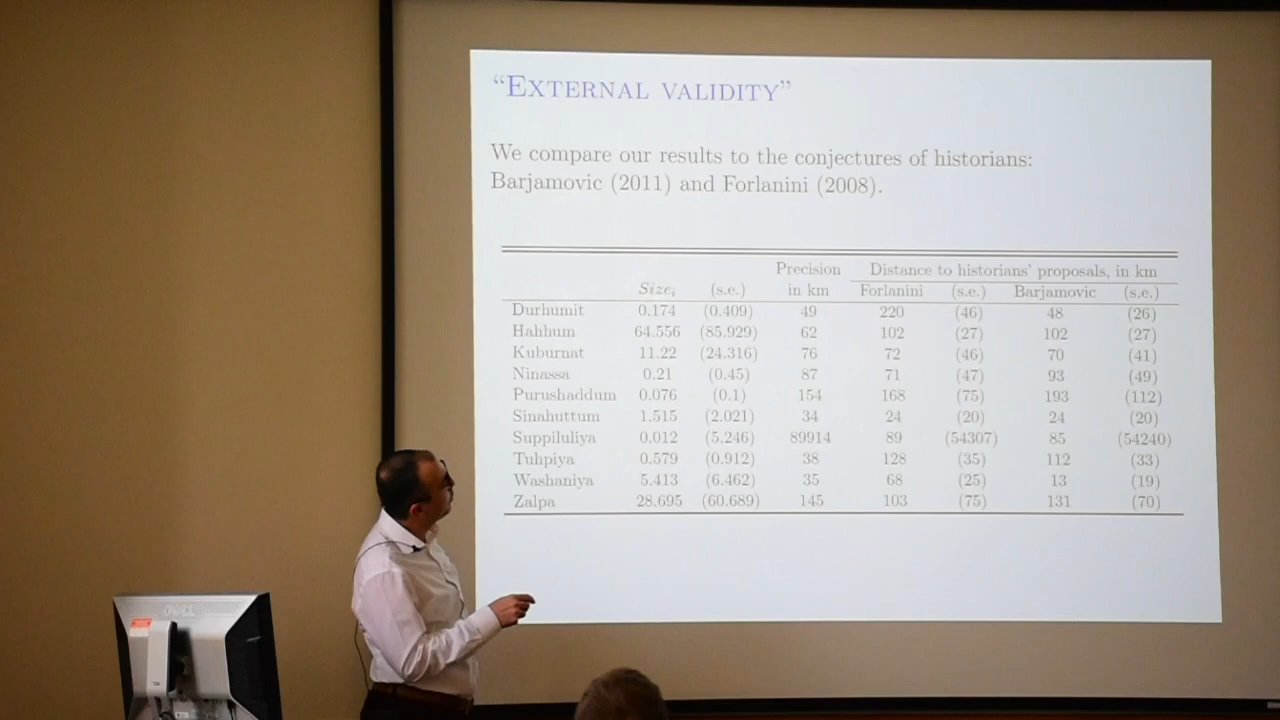 “EXTERNAL VALIDITY”
We compare our results to the conjectures of historians:
Barjamovic (2011) and Forlanini (2008).
Precision Distance to historians' proposals, in km
Size_i (s.e.) in km Forlanini (s.e.) Barjamovic (s.e.)
Durhumit 0.174 (0.409) 49 220 (46) 48 (26)
Hahhum 64.556 (85.929) 62 102 (27) 102 (27)
Kuburnat 11.22 (24.316) 76 72 (46) 70 (41)
Ninassa 0.21 (0.45) 87 71 (47) 93 (49)
Purushaddum 0.076 (0.1) 154 168 (75) 193 (112)
Sinahuttum 1.515 (2.021) 34 24 (20) 24 (20)
Suppiluliya 0.012 (5.246) 89914 89 (54307) 85 (54240)
Tuhpiya 0.579 (0.912) 38 128 (35) 112 (33)
Washaniya 5.413 (6.462) 35 68 (25) 13 (19)
Zalpa 28.695 (60.689) 145 103 (75) 131 (70)
DELL